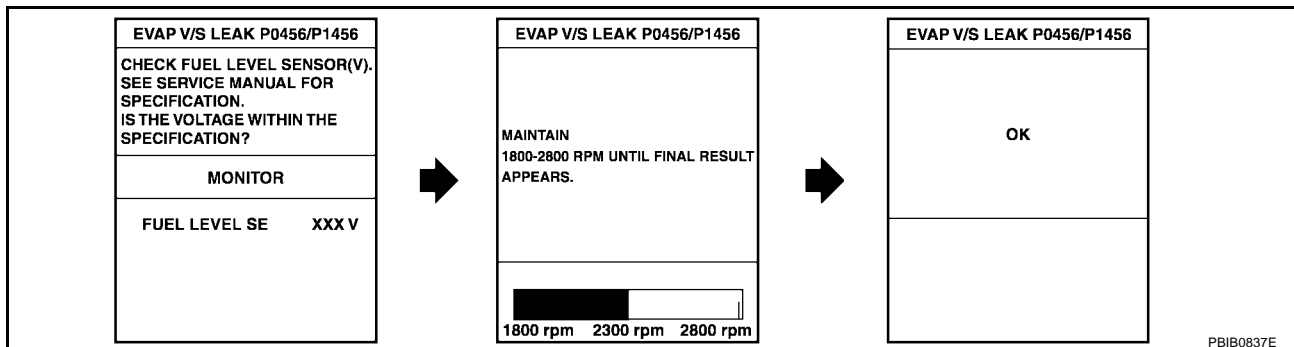 EVAP V/S LEAK P0456/P1456
CHECK FUEL LEVEL SENSOR(V).
SEE SERVICE MANUAL FOR
SPECIFICATION.
IS THE VOLTAGE WITHIN THE
SPECIFICATION?
MONITOR
FUEL LEVEL SE XXX V
EVAP V/S LEAK P0456/P1456
MAINTAIN
1800-2800 RPM UNTIL FINAL RESULT
APPEARS.
1800 rpm 2300 rpm 2800 rpm
EVAP V/S LEAK P0456/P1456
OK
PBIB0837E